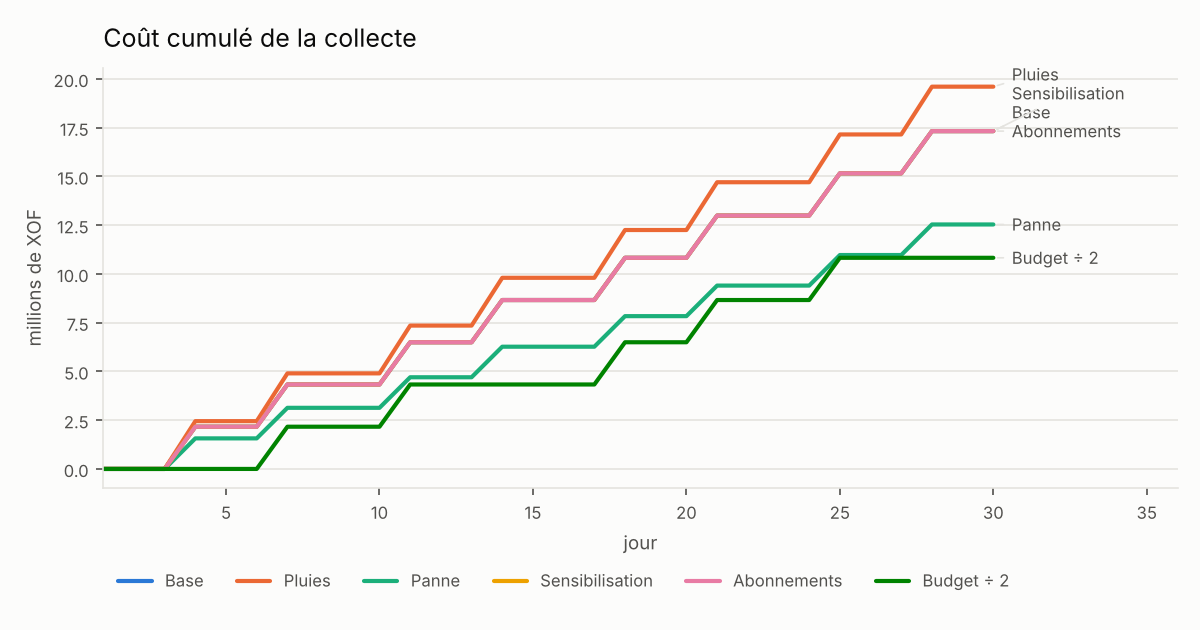 Coût cumulé de la collecte
millions de XOF
20.0
17.5
15.0
12.5
10.0
7.5
5.0
2.5
0.0
Pluies
Sensibilisation
Base
Abonnements
Panne
Budget ÷ 2
5 10 15 20 25 30 35
jour
Base Pluies Panne Sensibilisation Abonnements Budget ÷ 2